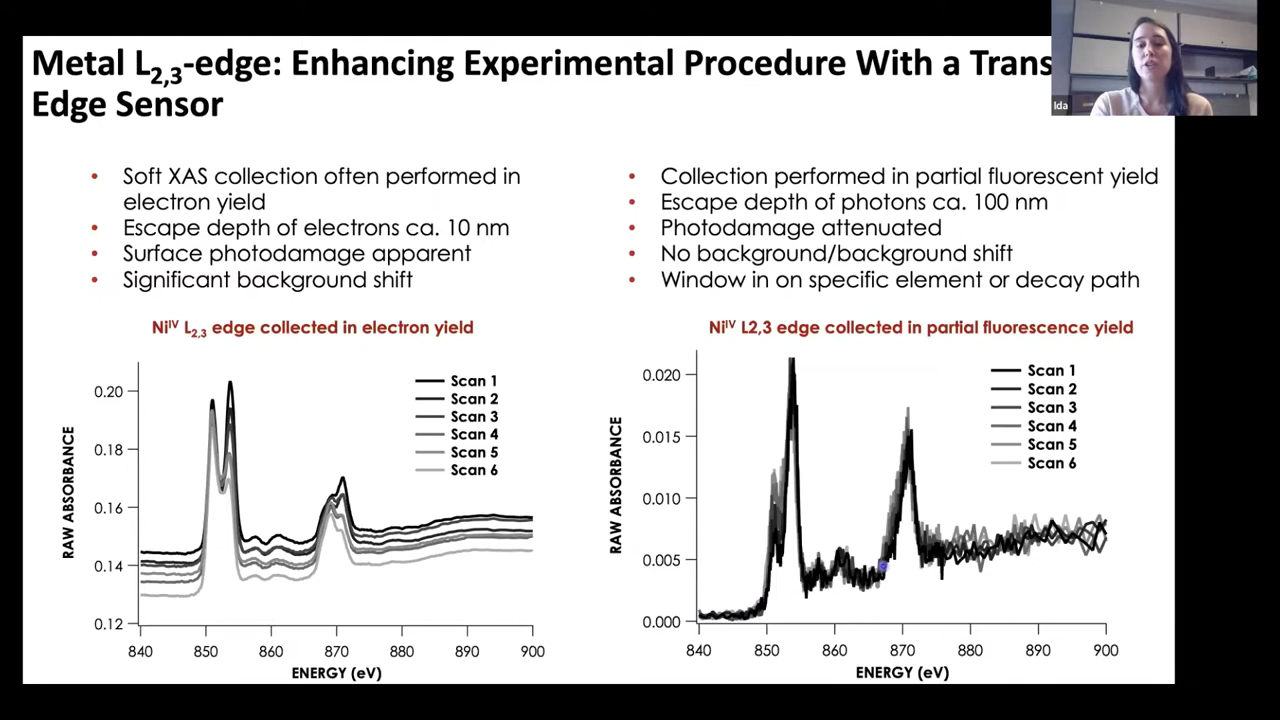 Metal L2,3-edge: Enhancing Experimental Procedure With a Trans
Edge Sensor
Ida
• Soft XAS collection often performed in
electron yield
• Escape depth of electrons ca. 10 nm
• Surface photodamage apparent
• Significant background shift
• Collection performed in partial fluorescent yield
• Escape depth of photons ca. 100 nm
• Photodamage attenuated
• No background/background shift
• Window in on specific element or decay path
NiIV L2,3 edge collected in electron yield
RAW ABSORBANCE
0.20
0.18
0.16
0.14
0.12
Scan 1
Scan 2
Scan 3
Scan 4
Scan 5
Scan 6
840 850 860 870 880 890 900
ENERGY (eV)
NiIV L2,3 edge collected in partial fluorescence yield
RAW ABSORBANCE
0.020
0.015
0.010
0.005
0.000
Scan 1
Scan 2
Scan 3
Scan 4
Scan 5
Scan 6
840 850 860 870 880 890 900
ENERGY (eV)